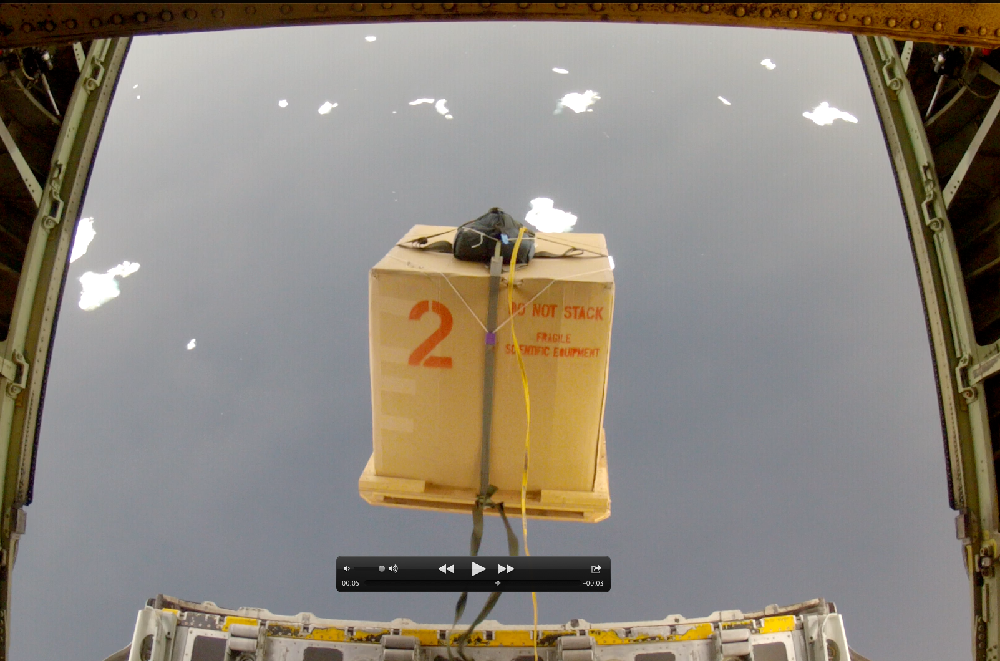 2
DO NOT STACK
FRAGILE
SCIENTIFIC EQUIPMENT
00:05
-00:03